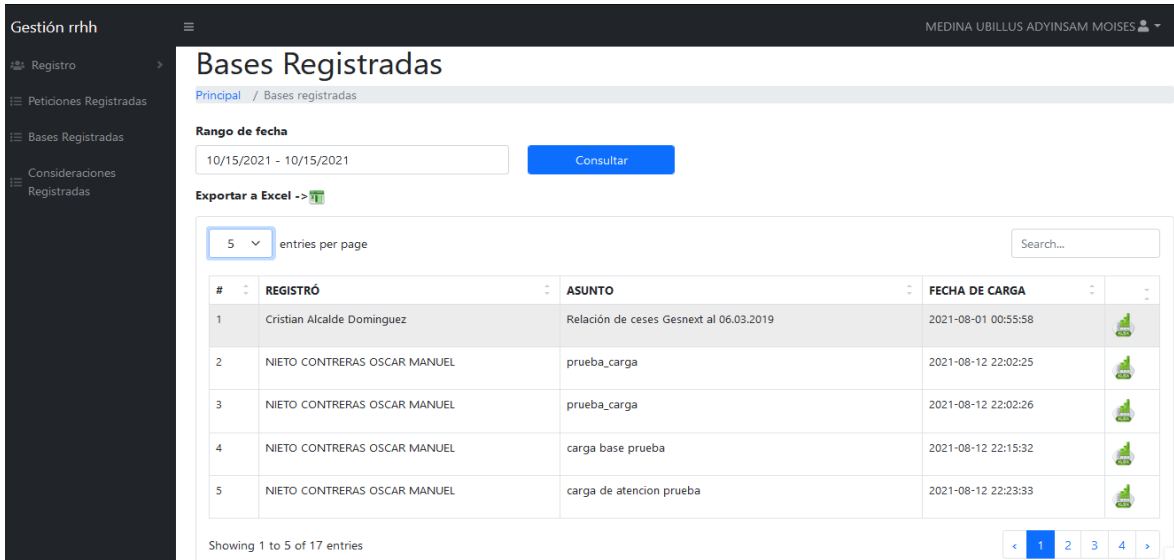 Gestión rrhh
MEDINA UBILLUS ADYINSAM MOISES
Registro
Peticiones Registradas
Bases Registradas
Consideraciones
Registradas
Bases Registradas
Principal / Bases registradas
Rango de fecha
10/15/2021 - 10/15/2021
Consultar
Exportar a Excel ->
5 entries per page
Search...
# REGISTRÓ ASUNTO FECHA DE CARGA
1 Cristian Alcalde Dominguez Relación de ceses Gesnext al 06.03.2019 2021-08-01 00:55:58
2 NIETO CONTRERAS OSCAR MANUEL prueba_carga 2021-08-12 22:02:25
3 NIETO CONTRERAS OSCAR MANUEL prueba_carga 2021-08-12 22:02:26
4 NIETO CONTRERAS OSCAR MANUEL carga base prueba 2021-08-12 22:15:32
5 NIETO CONTRERAS OSCAR MANUEL carga de atencion prueba 2021-08-12 22:23:33
Showing 1 to 5 of 17 entries
‹ 1 2 3 4 ›